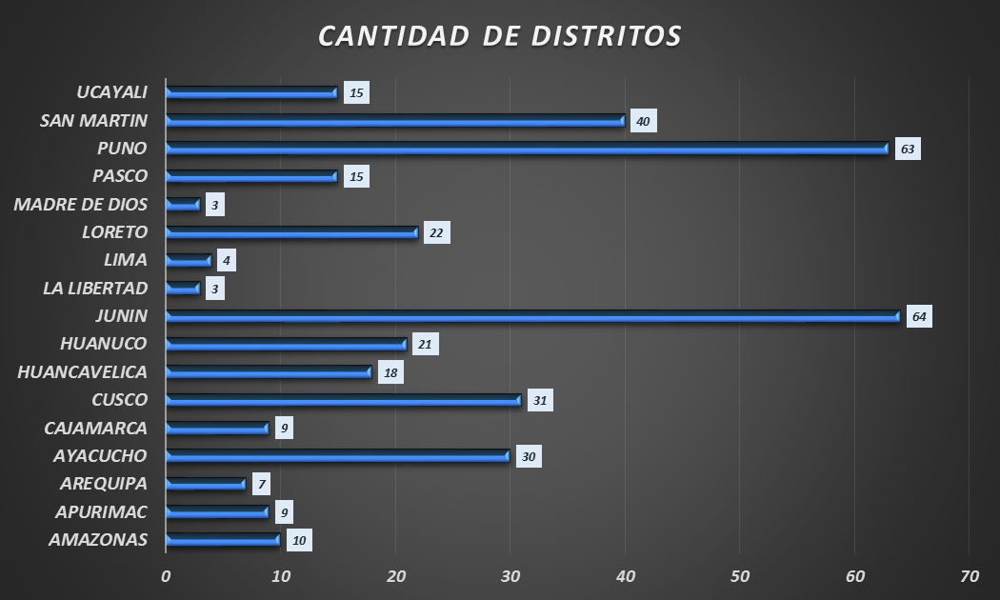 CANTIDAD DE DISTRITOS
UCAYALI 15
SAN MARTIN 40
PUNO 63
PASCO 15
MADRE DE DIOS 3
LORETO 22
LIMA 4
LA LIBERTAD 3
JUNIN 64
HUANUCO 21
HUANCAVELICA 18
CUSCO 31
CAJAMARCA 9
AYACUCHO 30
AREQUIPA 7
APURIMAC 9
AMAZONAS 10
0 10 20 30 40 50 60 70